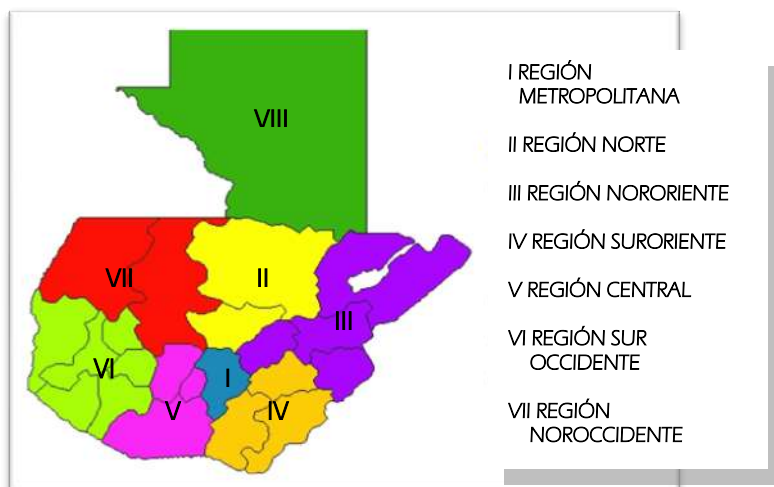 VIII
VII
II
III
VI
I
V
IV
I REGIÓN
METROPOLITANA
II REGIÓN NORTE
III REGIÓN NORORIENTE
IV REGIÓN SURORIENTE
V REGIÓN CENTRAL
VI REGIÓN SUR
OCCIDENTE
VII REGIÓN
NOROCCIDENTE